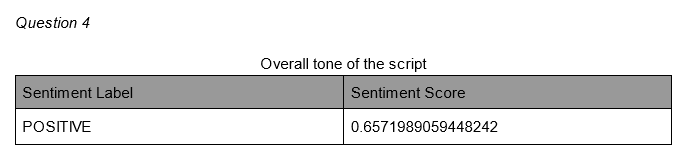 Question 4
Overall tone of the script
Sentiment Label Sentiment Score
POSITIVE 0.6571989059448242